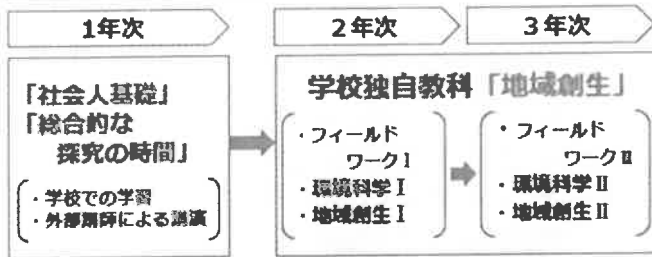 1年次
2年次
3年次
「社会人基礎」
「総合的な
探究の時間」
・学校での学習
・外部講師による講演
学校独自教科「地域創生」
・フィールド
ワークⅠ
・環境科学Ⅰ
・地域創生Ⅰ
・フィールド
ワークⅡ
・環境科学Ⅱ
・地域創生Ⅱ